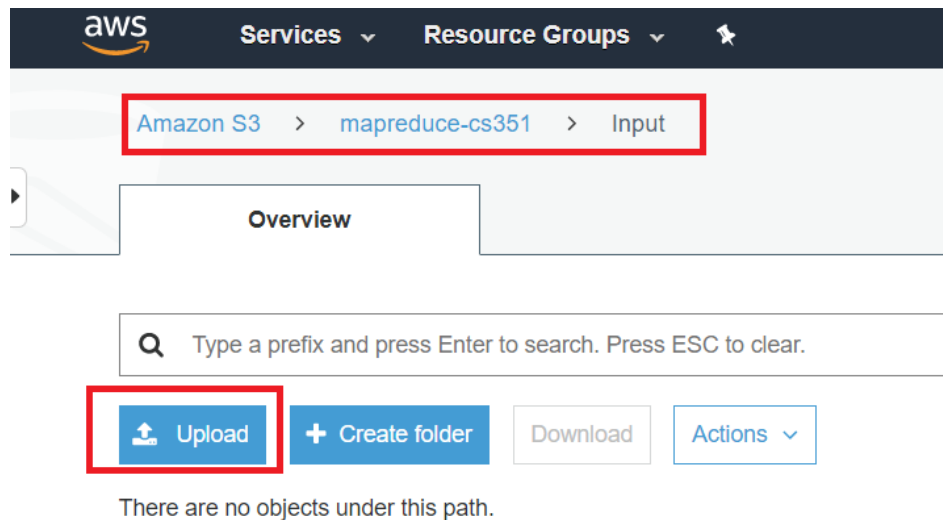 aws Services Resource Groups
Amazon S3 > mapreduce-cs351 > Input
Overview
Type a prefix and press Enter to search. Press ESC to clear.
Upload + Create folder Download Actions
There are no objects under this path.